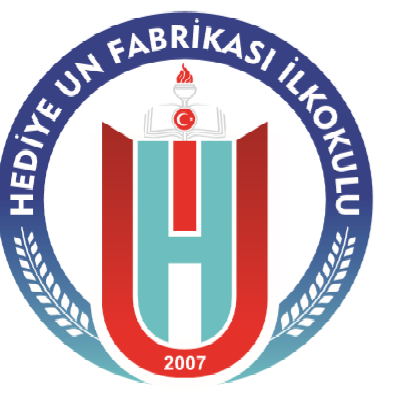 HEDİYE UN FABRİKASI İLKOKULU
2007